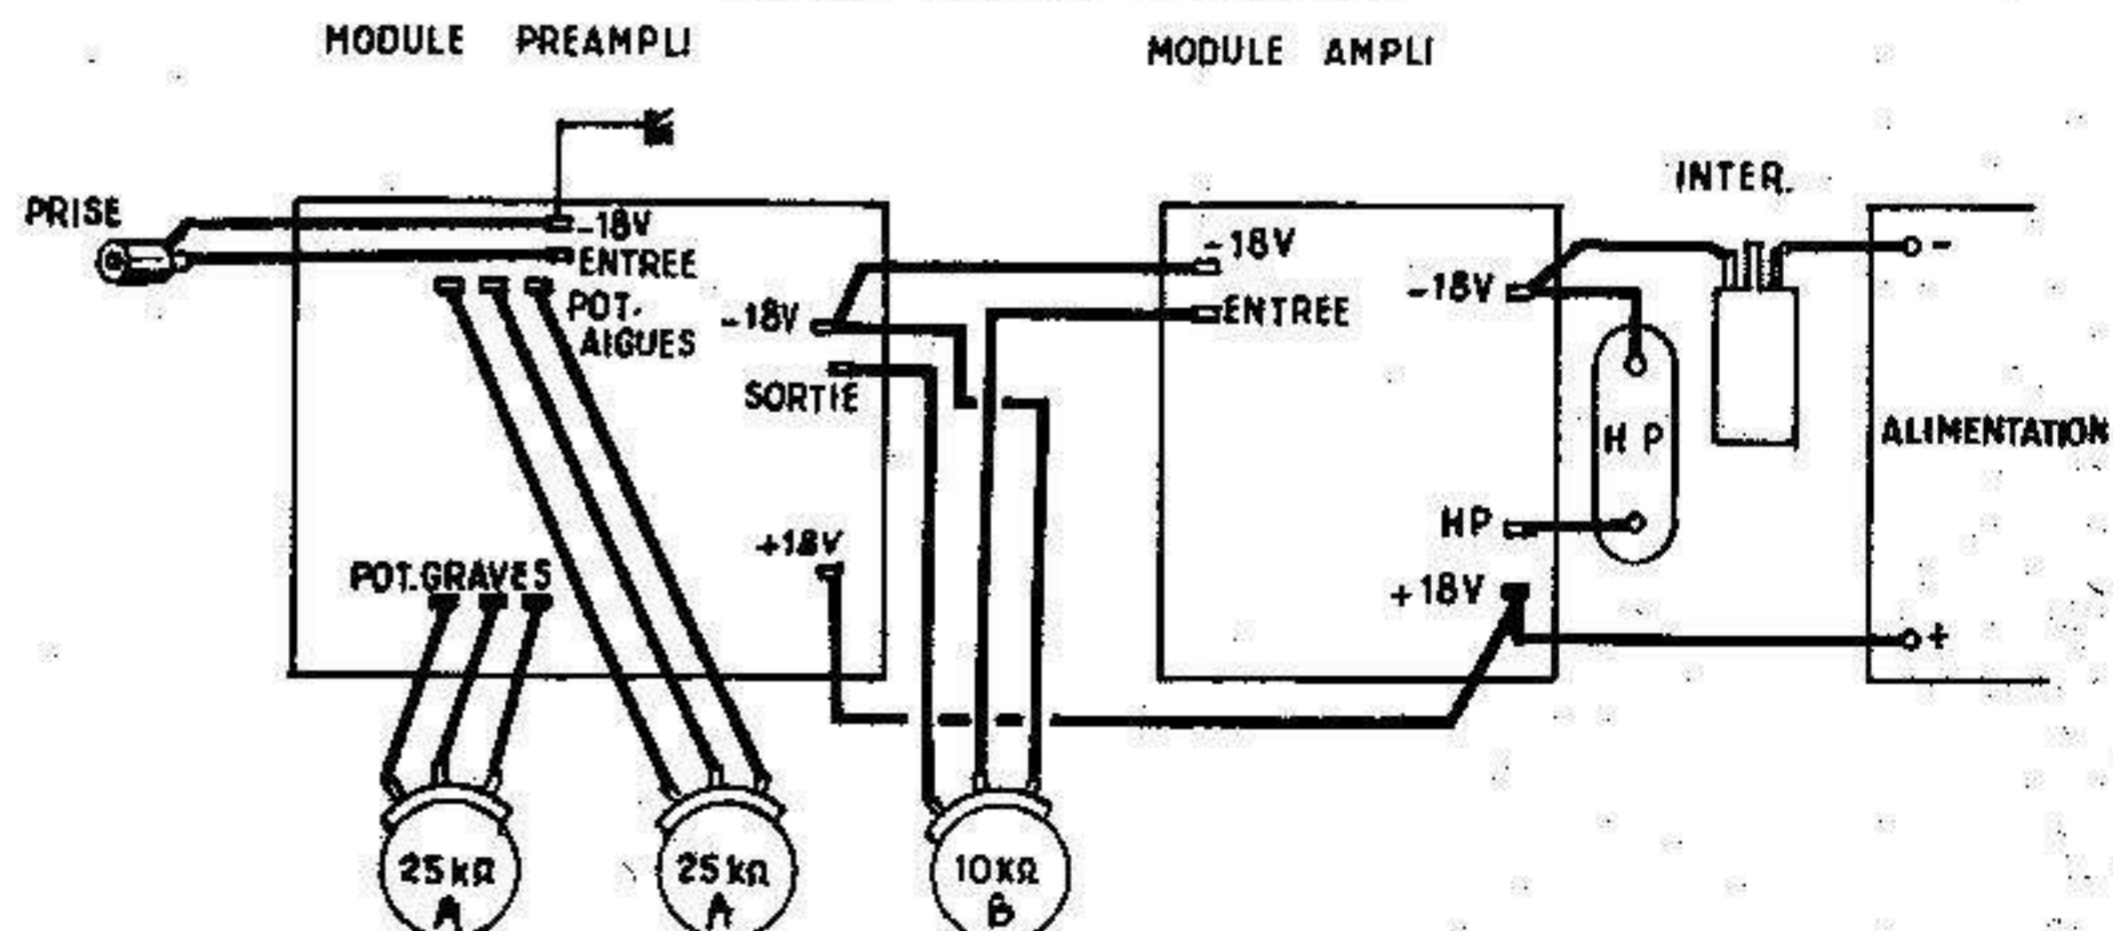 MODULE PREAMPLI
MODULE AMPLI
PRISE
-18V
ENTREE
POT.
AIGUES
-18V
SORTIE
+18V
POT.GRAVES
-18V
ENTREE
-18V
HP
+18V
HP
INTER.
-
ALIMENTATION
+
25kΩ
A
25kΩ
A
10KΩ
B